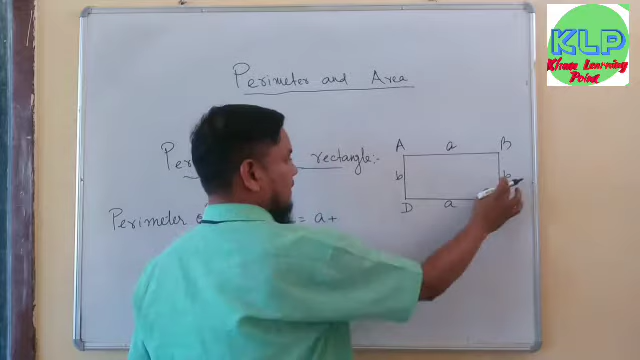 KLP
Khans Learning
Point
Perimeter and Area
rectangle:-
A a B
b b
D a
Perimeter = a+